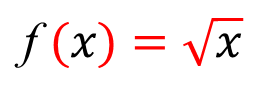 f(x) = √x